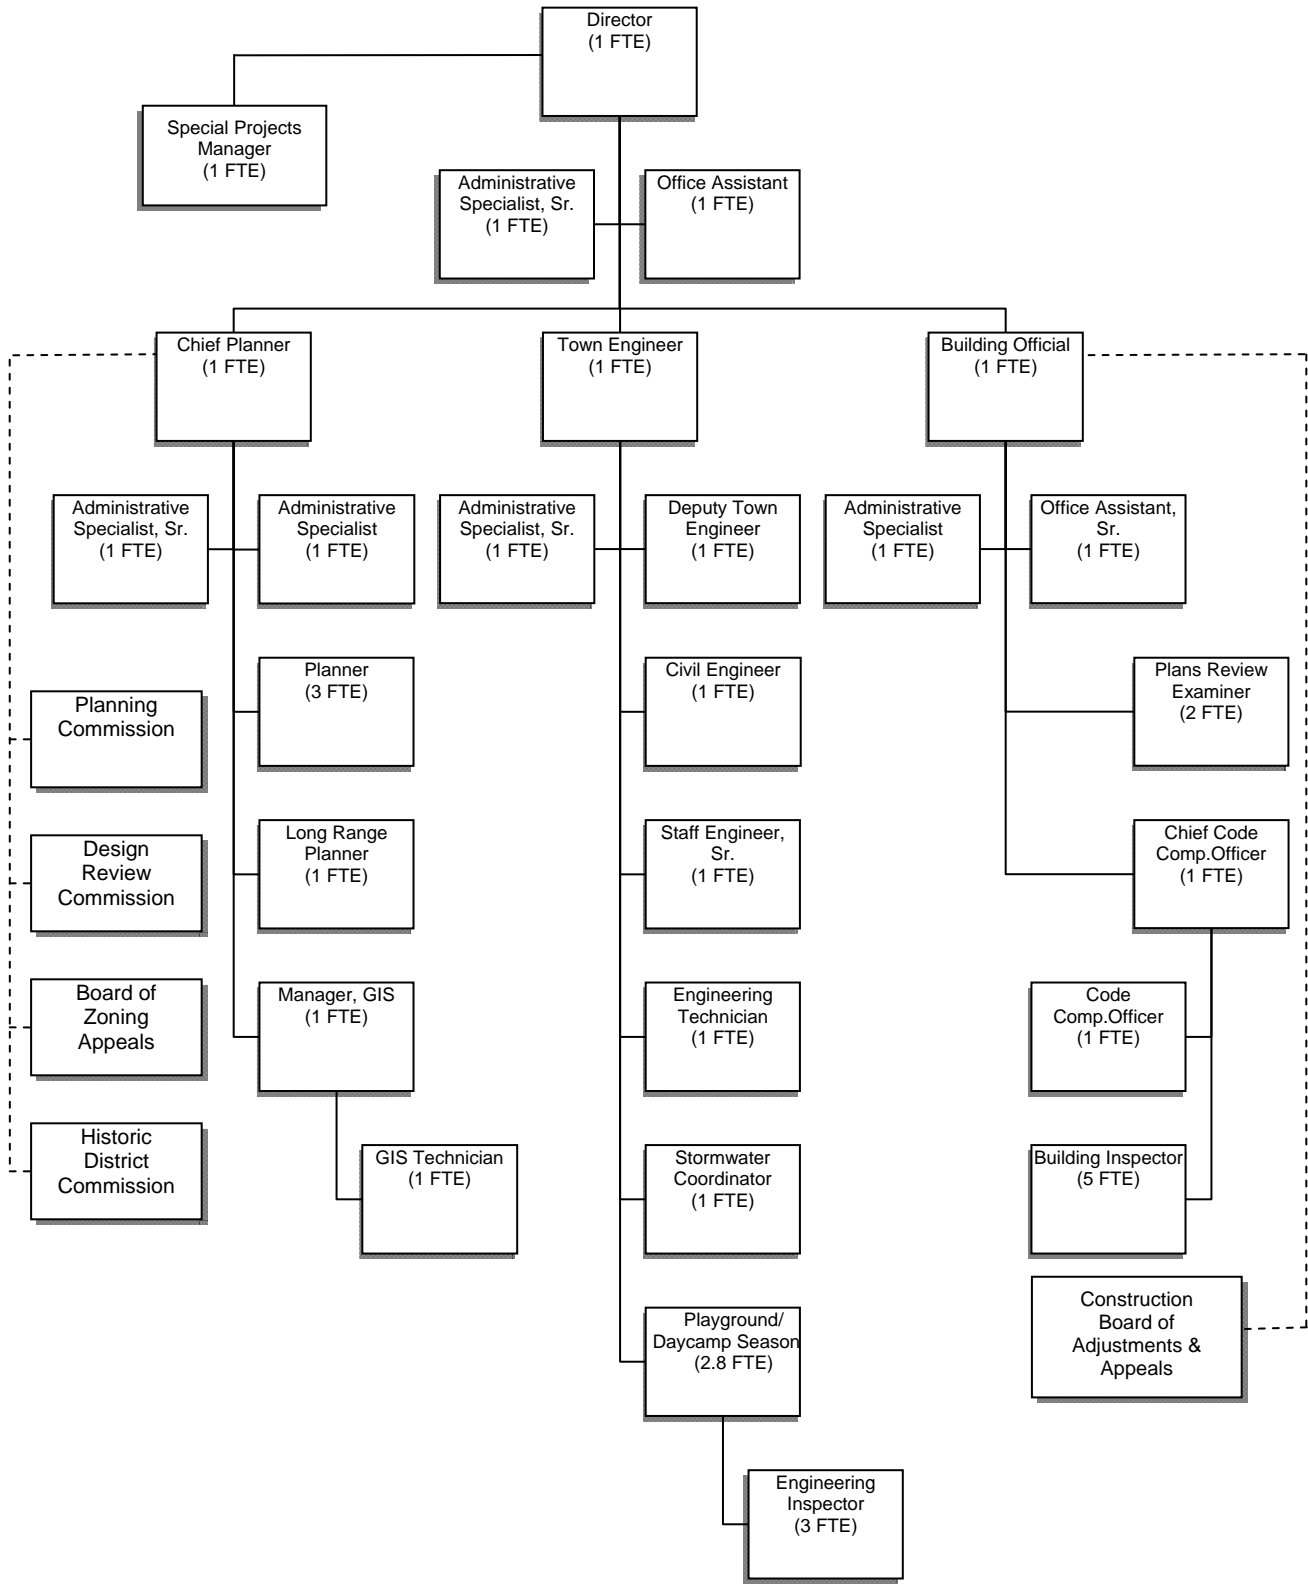 Director
(1 FTE)
Special Projects
Manager
(1 FTE)
Administrative
Specialist, Sr.
(1 FTE)
Office Assistant
(1 FTE)
Chief Planner
(1 FTE)
Town Engineer
(1 FTE)
Building Official
(1 FTE)
Administrative
Specialist, Sr.
(1 FTE)
Administrative
Specialist
(1 FTE)
Administrative
Specialist, Sr.
(1 FTE)
Deputy Town
Engineer
(1 FTE)
Administrative
Specialist
(1 FTE)
Office Assistant,
Sr.
(1 FTE)
Planner
(3 FTE)
Civil Engineer
(1 FTE)
Plans Review
Examiner
(2 FTE)
Planning
Commission
Long Range
Planner
(1 FTE)
Staff Engineer,
Sr.
(1 FTE)
Chief Code
Comp.Officer
(1 FTE)
Design
Review
Commission
Board of
Zoning
Appeals
Manager, GIS
(1 FTE)
Engineering
Technician
(1 FTE)
Code
Comp.Officer
(1 FTE)
Historic
District
Commission
GIS Technician
(1 FTE)
Stormwater
Coordinator
(1 FTE)
Building Inspector
(5 FTE)
Construction
Board of
Adjustments &
Appeals
Playground/
Daycamp Season
(2.8 FTE)
Engineering
Inspector
(3 FTE)